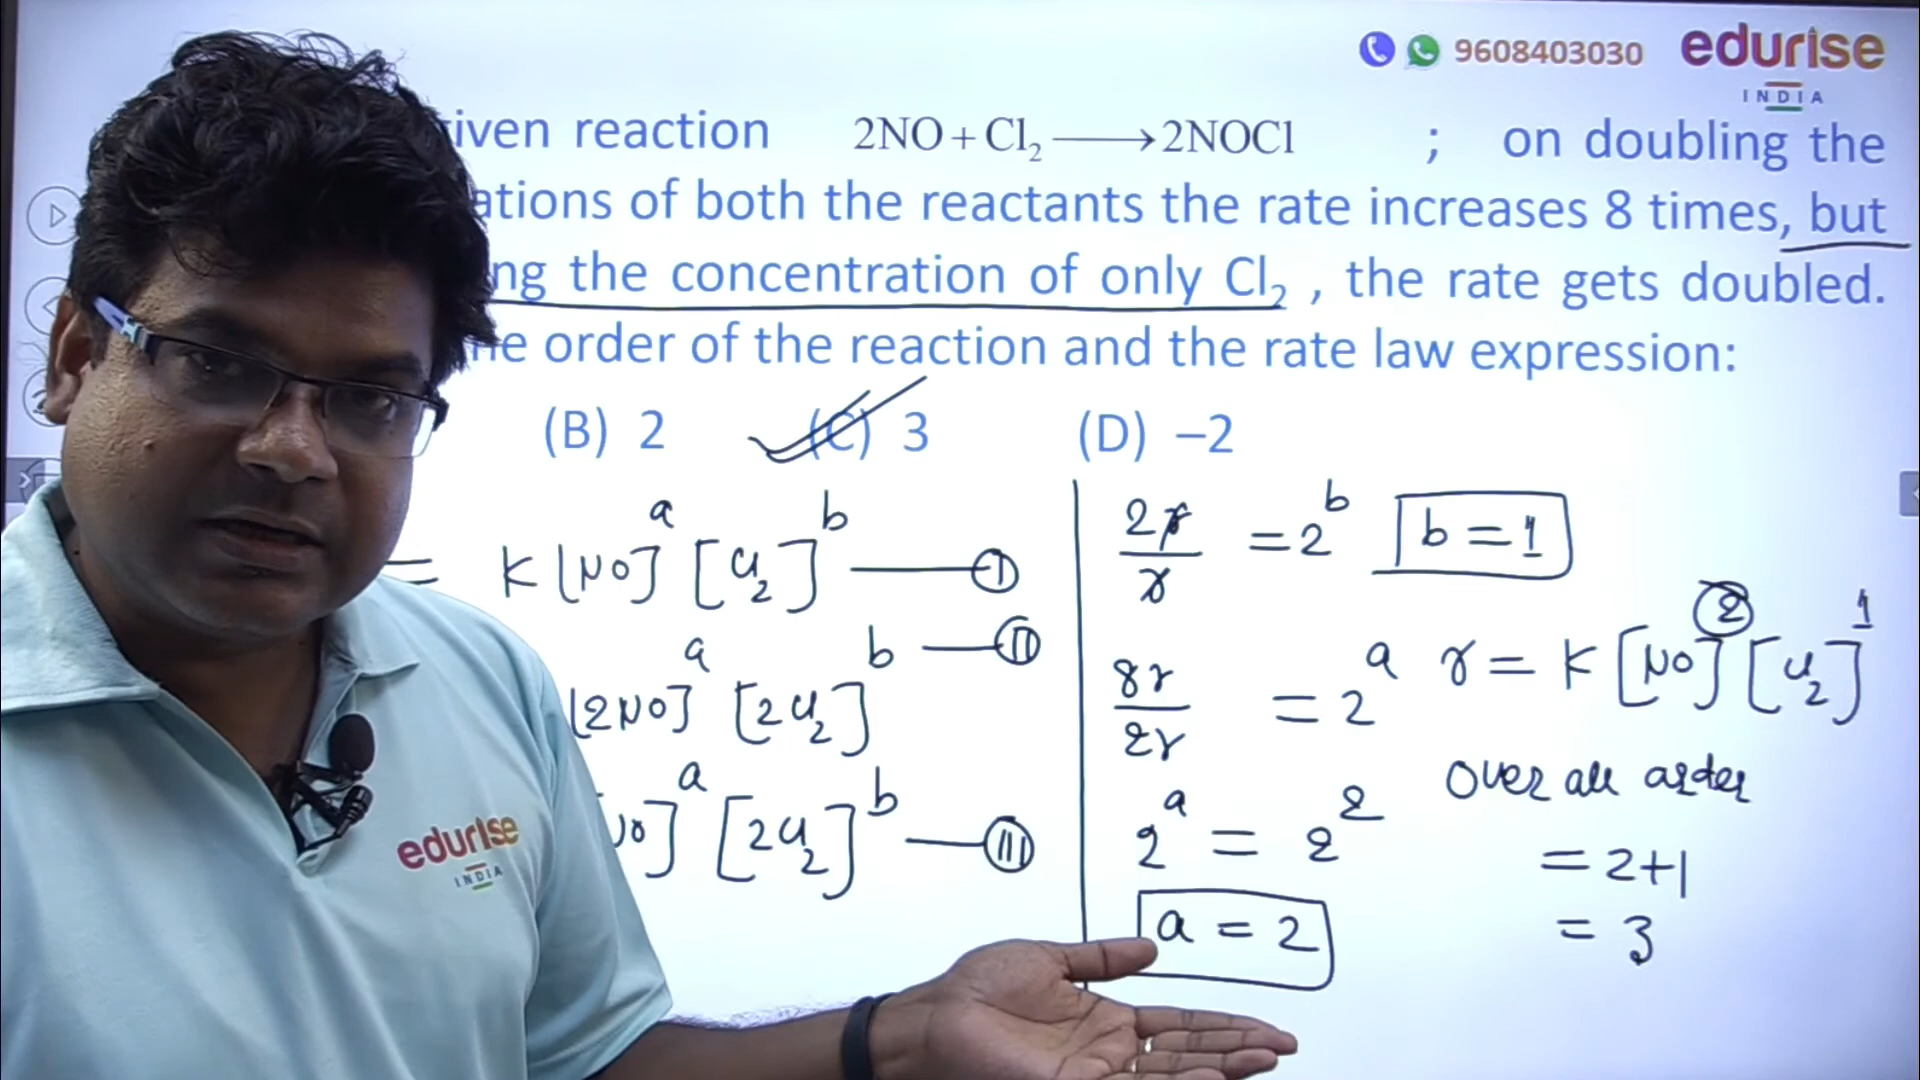 9608403030 edurise
INDIA
iven reaction 2NO + Cl₂ ⟶ 2NOCl ; on doubling the
ations of both the reactants the rate increases 8 times, but
ng the concentration of only Cl₂ , the rate gets doubled.
ne order of the reaction and the rate law expression:
(B) 2 (C) 3 (D) –2
= K [NO]ᵃ [Cl₂]ᵇ — I
[2NO]ᵃ [2Cl₂]ᵇ — II
NO]ᵃ [2Cl₂]ᵇ — III
2r/r = 2ᵇ b = 1
8r/2r = 2ᵃ
2ᵃ = 2²
a = 2
r = K [NO]² [Cl₂]¹
Over all order
= 2+1
= 3
edurise
INDIA